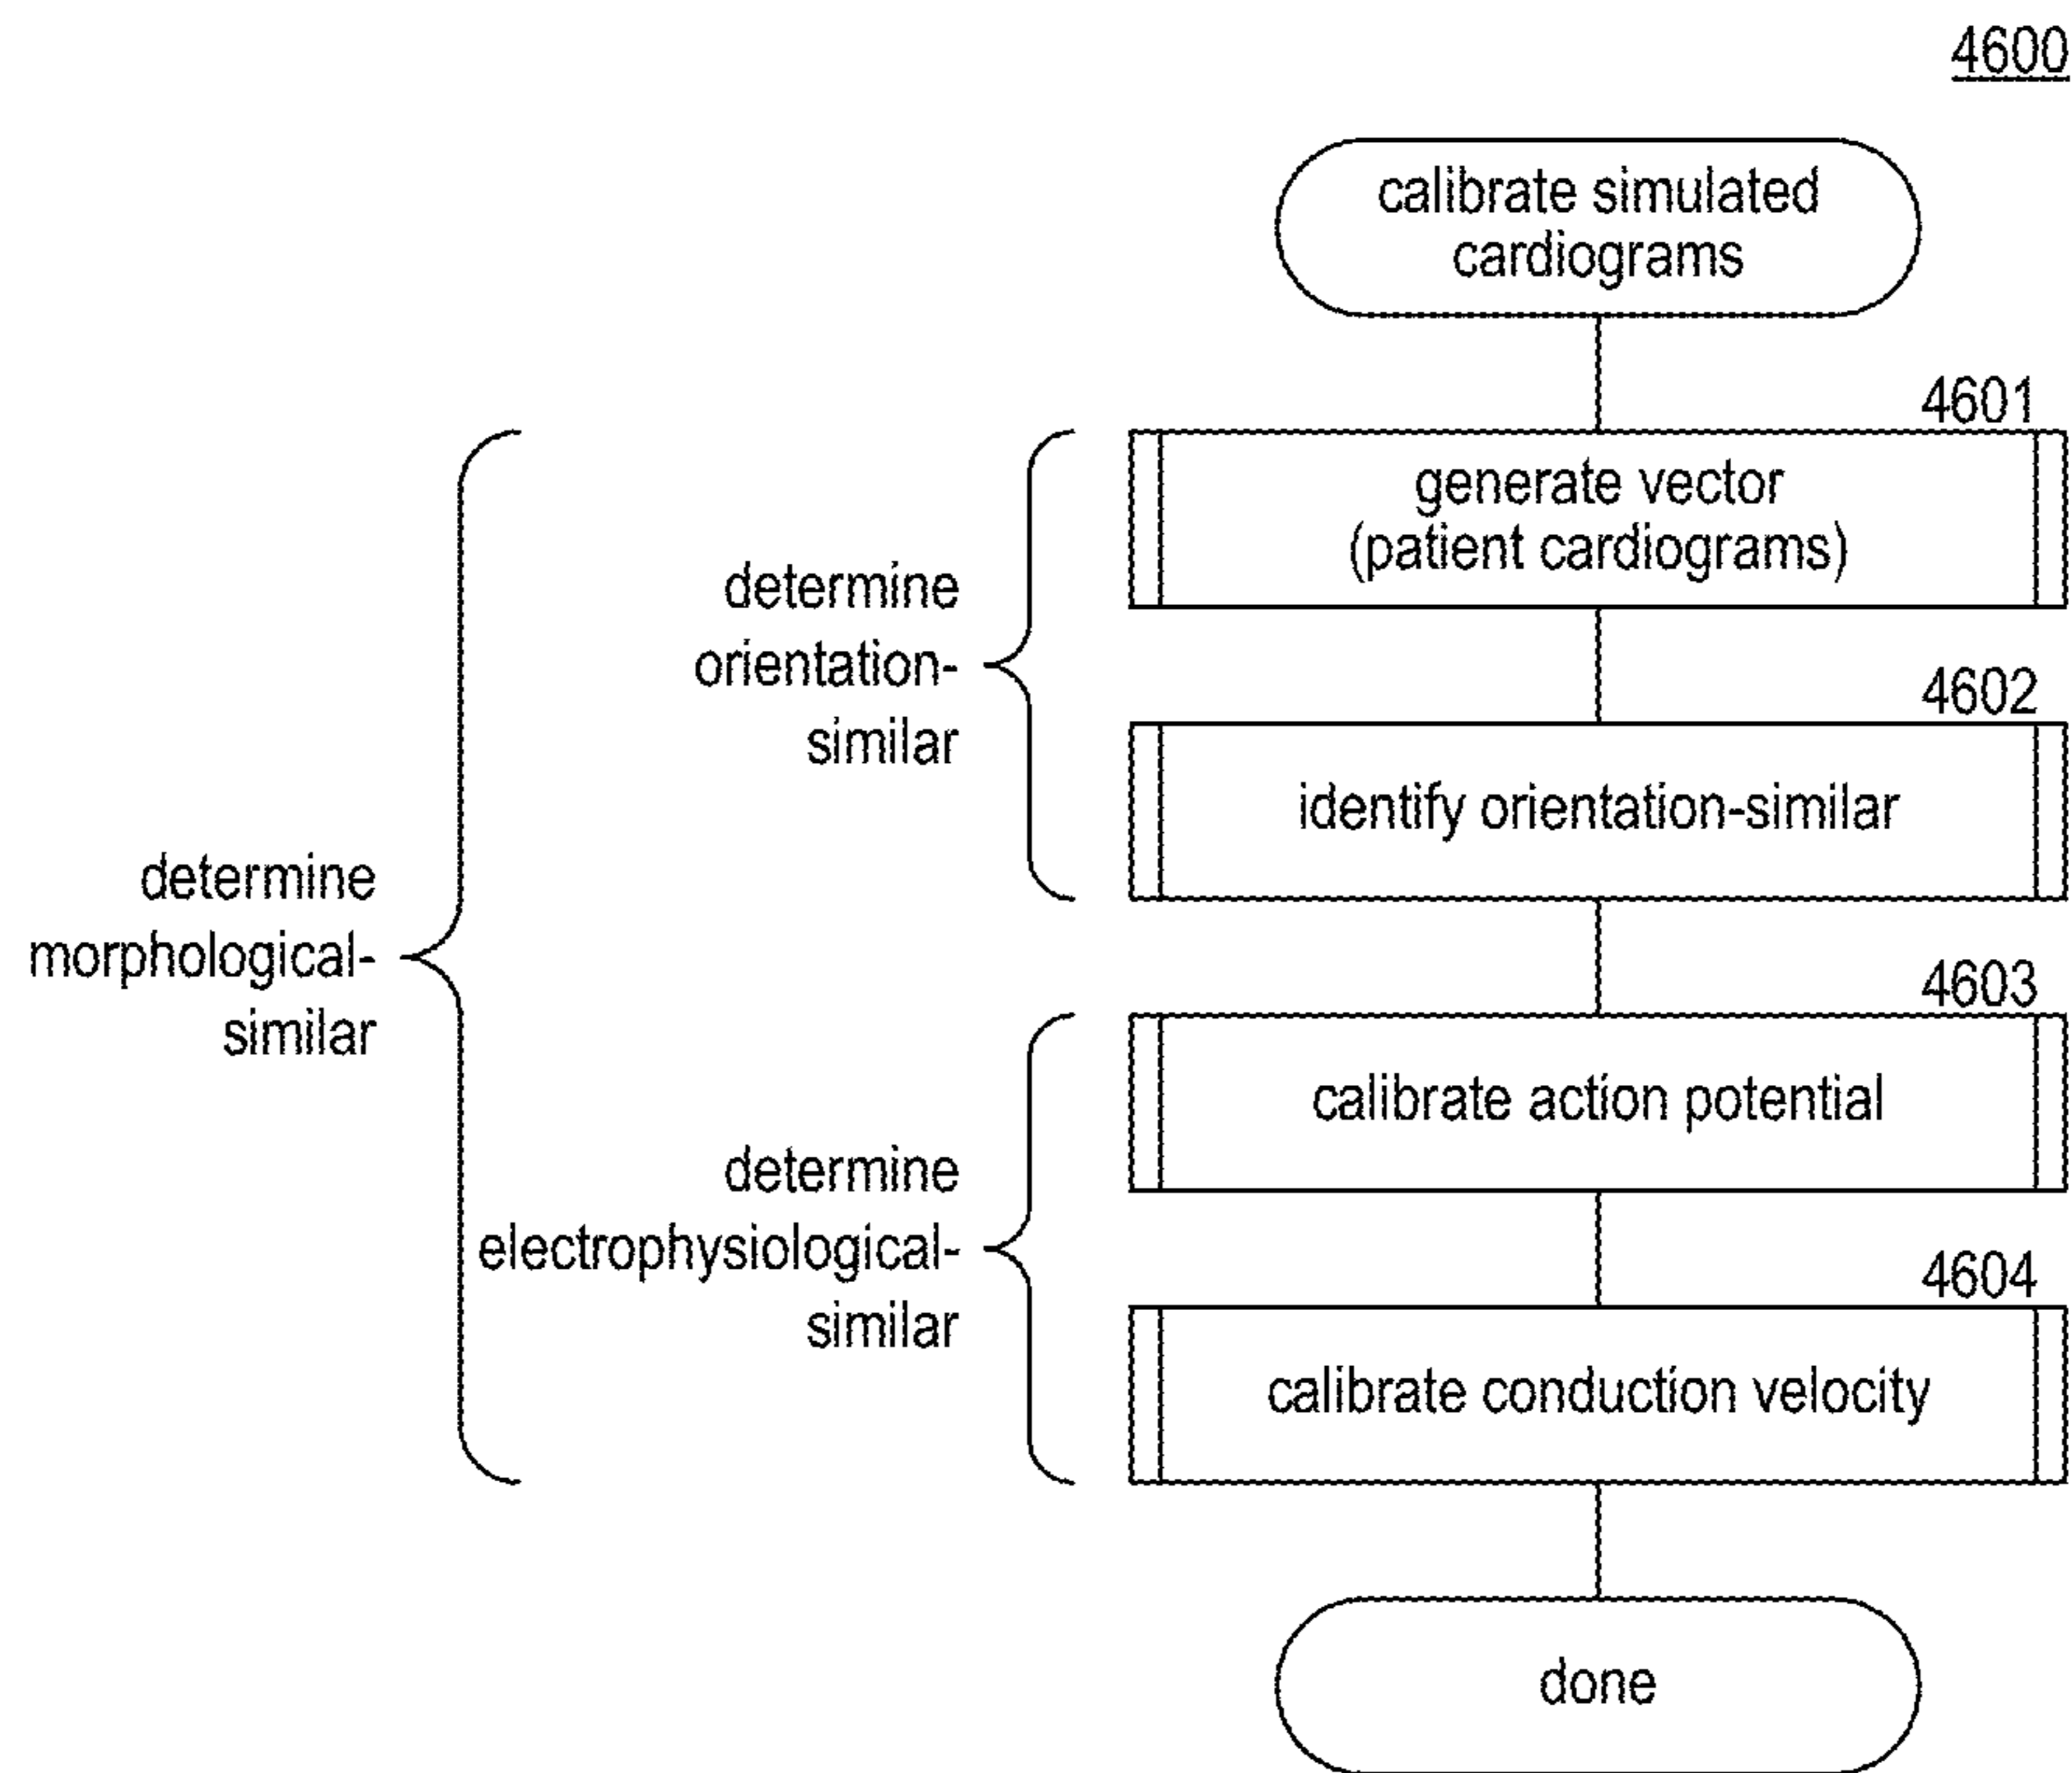 4600
calibrate simulated
cardiograms
4601
generate vector
(patient cardiograms)
determine
orientation-
similar
4602
identify orientation-similar
determine
morphological-
similar
4603
calibrate action potential
determine
electrophysiological-
similar
4604
calibrate conduction velocity
done